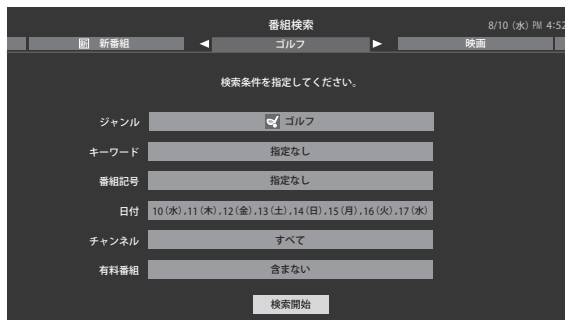 番組検索
8/10 (水) PM 4:52
新 新番組 ◀ ゴルフ ▶ 映画
検索条件を指定してください。
ジャンル ゴルフ
キーワード 指定なし
番組記号 指定なし
日付 10(水),11(木),12(金),13(土),14(日),15(月),16(火),17(水)
チャンネル すべて
有料番組 含まない
検索開始